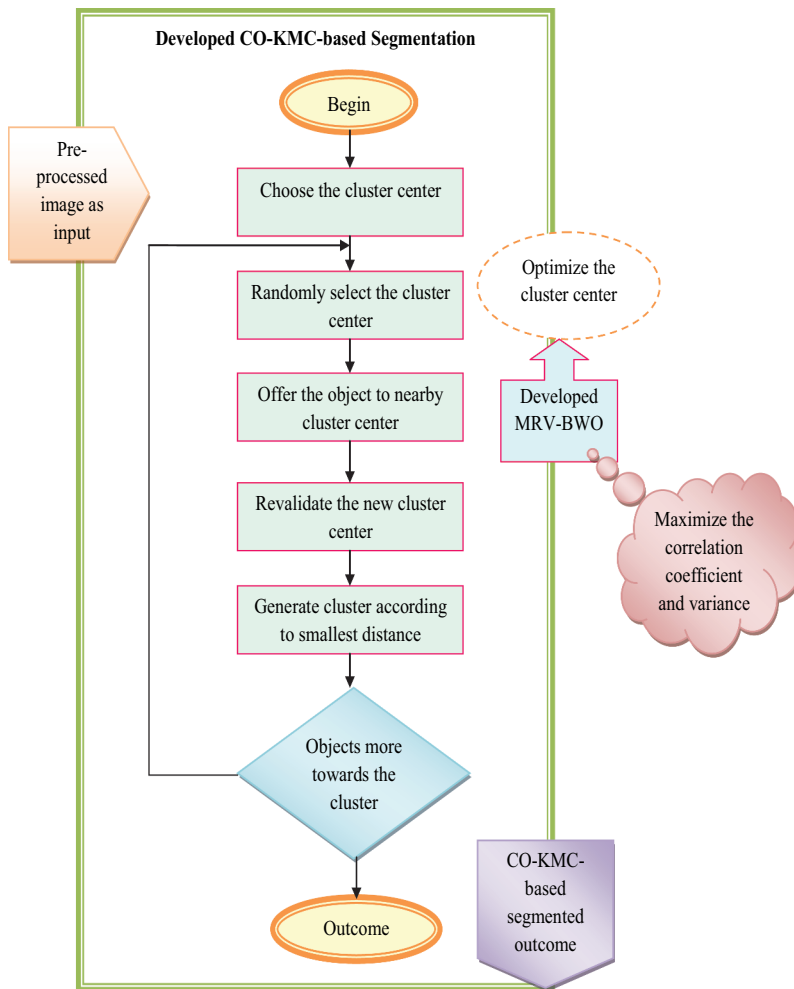 Developed CO-KMC-based Segmentation
Begin
Pre-
processed
image as
input
Choose the cluster center
Randomly select the cluster
center
Optimize the
cluster center
Offer the object to nearby
cluster center
Developed
MRV-BWO
Revalidate the new cluster
center
Maximize the
correlation
coefficient
and variance
Generate cluster according
to smallest distance
Objects more
towards the
cluster
CO-KMC-
based
segmented
outcome
Outcome